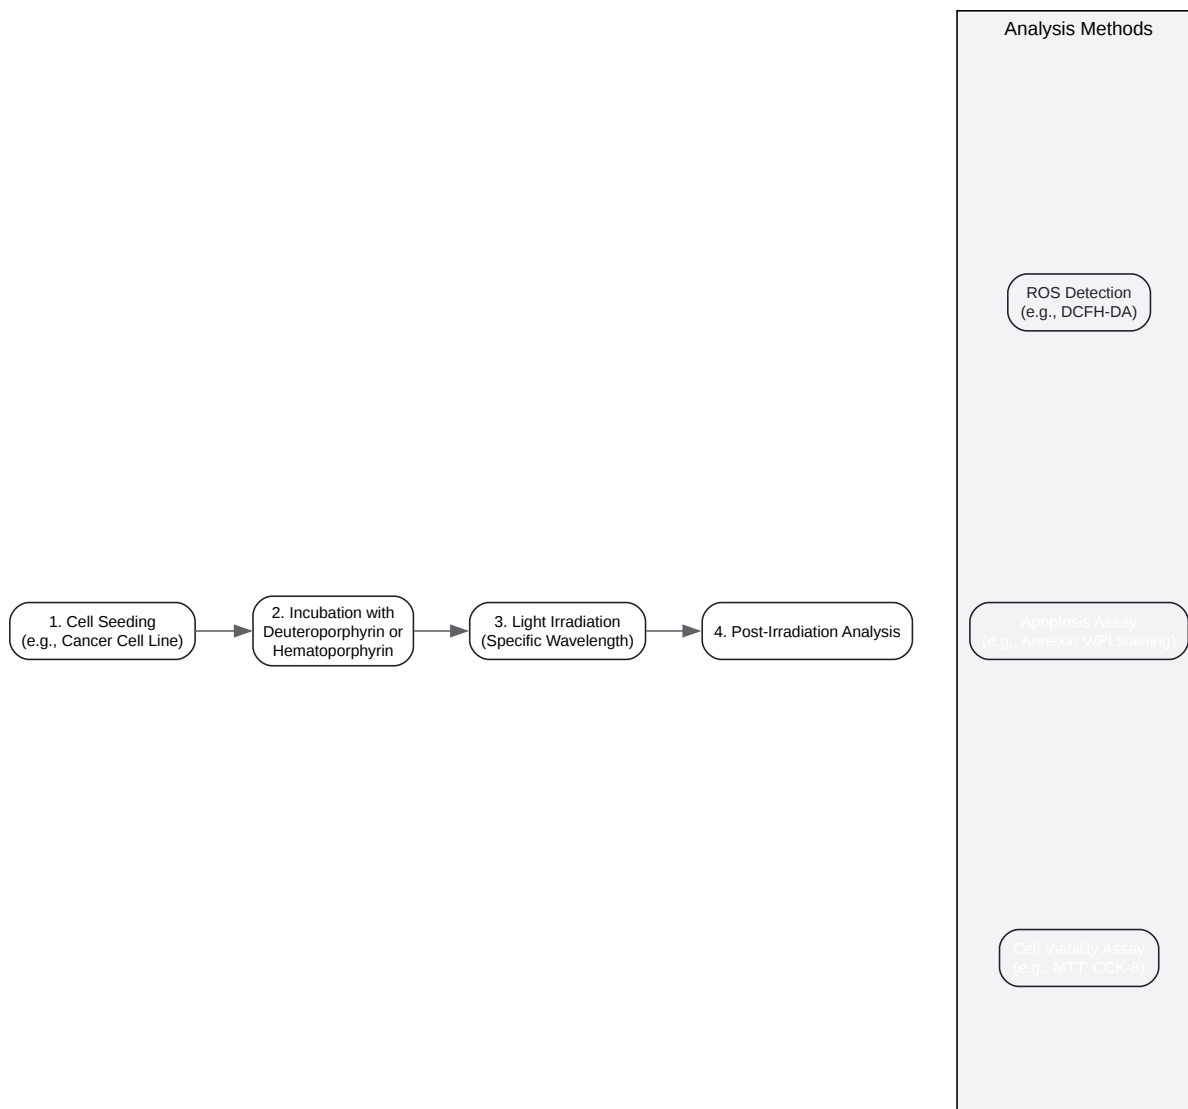 Analysis Methods
ROS Detection
(e.g., DCFH-DA)
1. Cell Seeding
(e.g., Cancer Cell Line)
2. Incubation with
Deuteroporphyrin or
Hematoporphyrin
3. Light Irradiation
(Specific Wavelength)
4. Post-Irradiation Analysis
Apoptosis Assay
(e.g., Annexin V/PI staining)
Cell Viability Assay
(e.g., MTT, CCK-8)